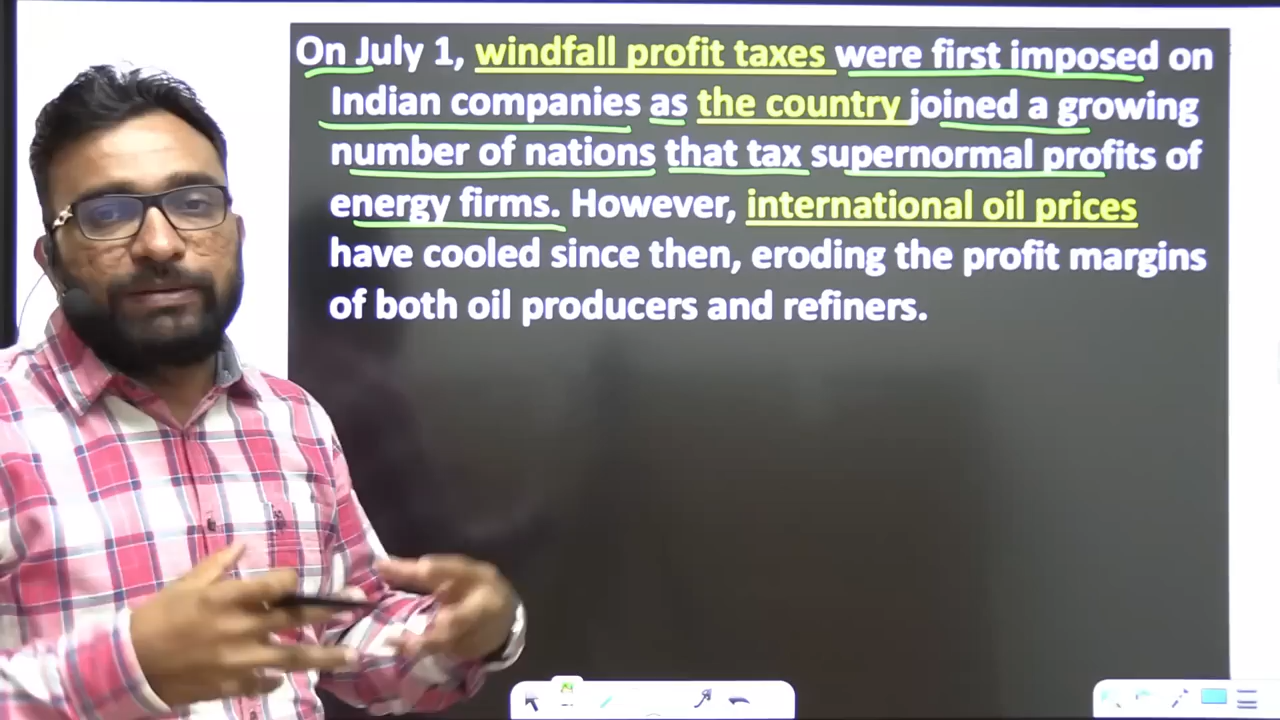 On July 1, windfall profit taxes were first imposed on
Indian companies as the country joined a growing
number of nations that tax supernormal profits of
energy firms. However, international oil prices
have cooled since then, eroding the profit margins
of both oil producers and refiners.